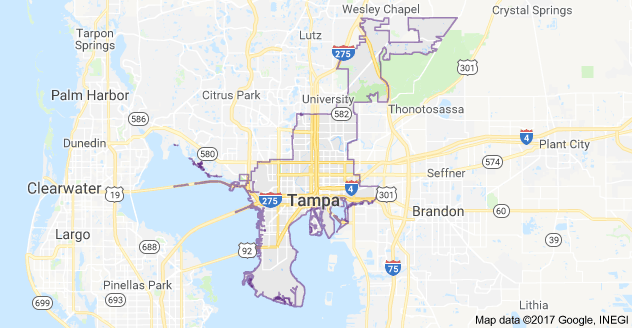 Wesley Chapel
Crystal Springs
Tarpon
Springs
Lutz
275
301
Palm Harbor
Citrus Park
University
Thonotosassa
586
582
Dunedin
580
4
Plant City
574
Seffner
Clearwater
19
4
301
275
Tampa
Brandon
60
Largo
688
92
39
75
Pinellas Park
693
699
Lithia
Map data ©2017 Google, INEGI